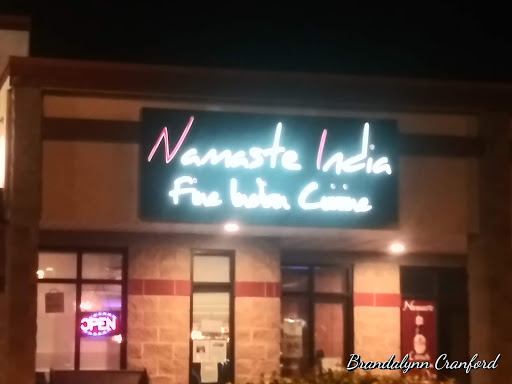 Namaste India
Fine Indian Cuisine
OPEN
Namaste
Brandalynn Cranford